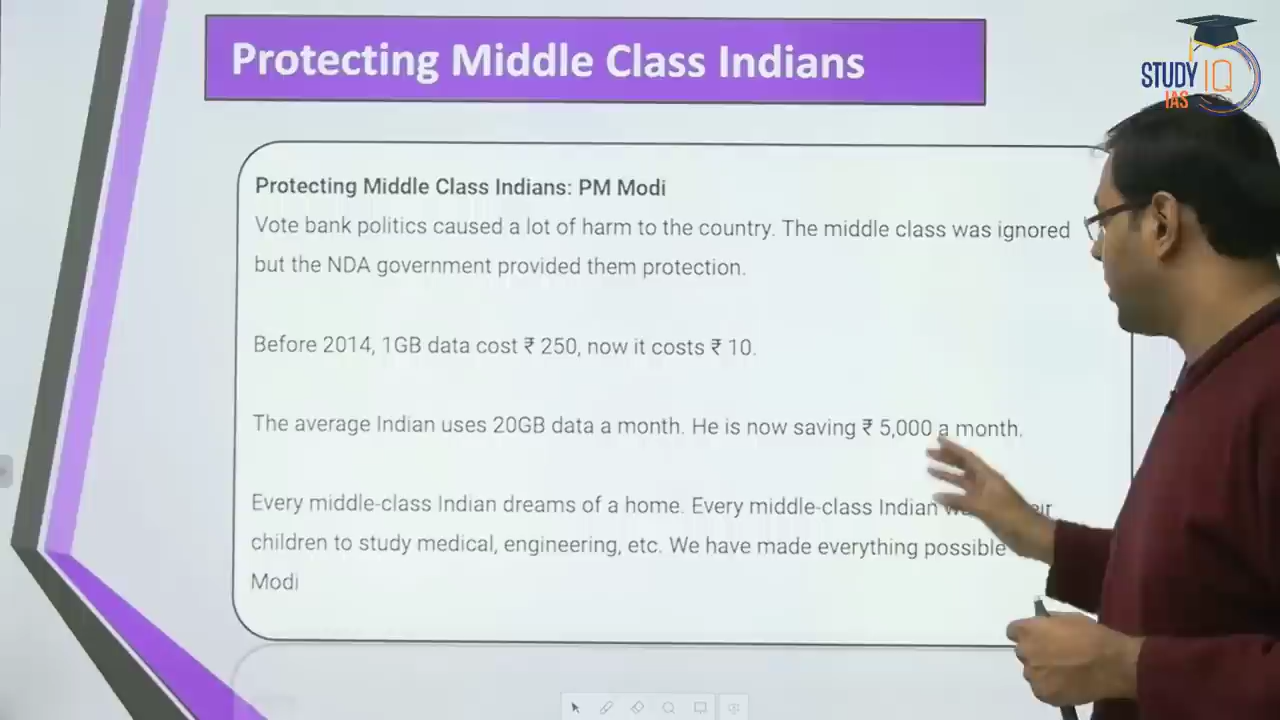 Protecting Middle Class Indians
STUDY IQ
IAS
Protecting Middle Class Indians: PM Modi
Vote bank politics caused a lot of harm to the country. The middle class was ignored
but the NDA government provided them protection.
Before 2014, 1GB data cost ₹ 250, now it costs ₹ 10.
The average Indian uses 20GB data a month. He is now saving ₹ 5,000 a month.
Every middle-class Indian dreams of a home. Every middle-class Indian
children to study medical, engineering, etc. We have made everything possible
Modi